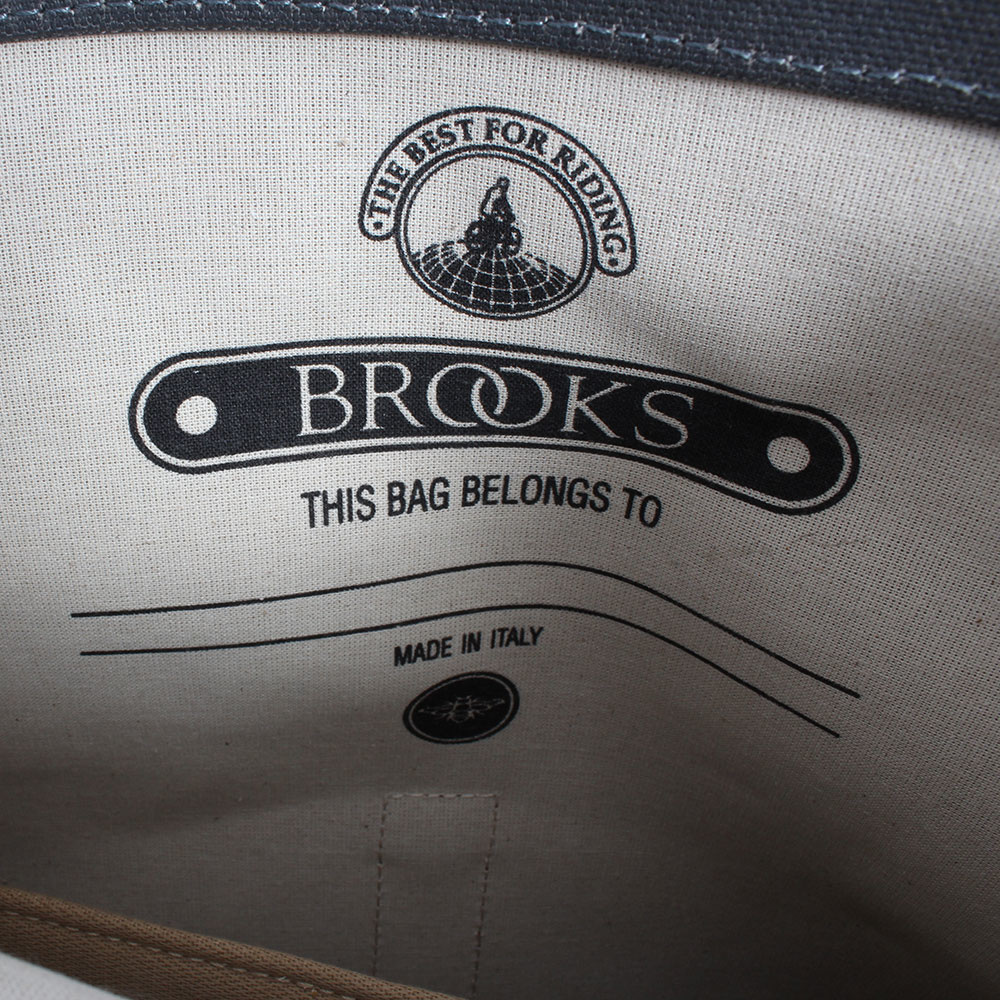 ·THE BEST FOR RIDING·
BROOKS
THIS BAG BELONGS TO
MADE IN ITALY